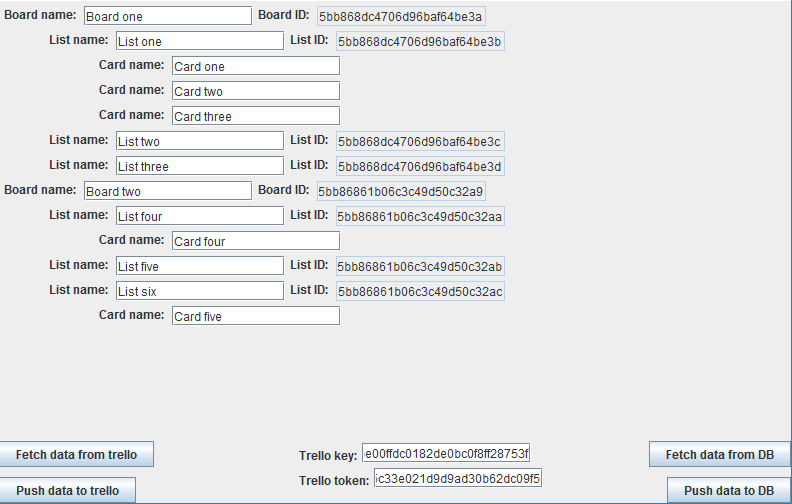 Board name: Board one Board ID: 5bb868dc4706d96baf64be3a
List name: List one List ID: 5bb868dc4706d96baf64be3b
Card name: Card one
Card name: Card two
Card name: Card three
List name: List two List ID: 5bb868dc4706d96baf64be3c
List name: List three List ID: 5bb868dc4706d96baf64be3d
Board name: Board two Board ID: 5bb86861b06c3c49d50c32a9
List name: List four List ID: 5bb86861b06c3c49d50c32aa
Card name: Card four
List name: List five List ID: 5bb86861b06c3c49d50c32ab
List name: List six List ID: 5bb86861b06c3c49d50c32ac
Card name: Card five
Fetch data from trello Trello key: e00ffdc0182de0bc0f8ff28753f Fetch data from DB
Push data to trello Trello token: c33e021d9d9ad30b62dc09f5 Push data to DB